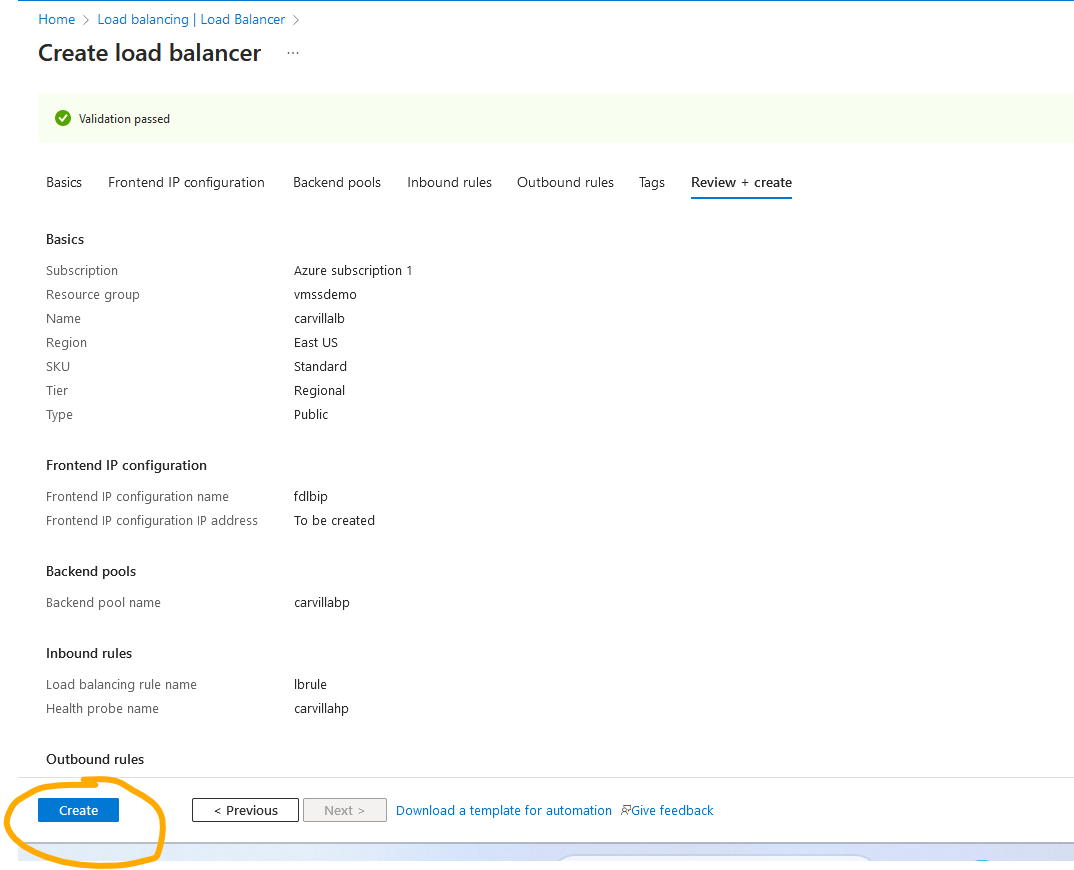 Home > Load balancing | Load Balancer >
Create load balancer ...
Validation passed
Basics Frontend IP configuration Backend pools Inbound rules Outbound rules Tags Review + create
Basics
Subscription Azure subscription 1
Resource group vmssdemo
Name carvillalb
Region East US
SKU Standard
Tier Regional
Type Public
Frontend IP configuration
Frontend IP configuration name fdlbip
Frontend IP configuration IP address To be created
Backend pools
Backend pool name carvillabp
Inbound rules
Load balancing rule name lbrule
Health probe name carvillahp
Outbound rules
Create < Previous Next > Download a template for automation Give feedback